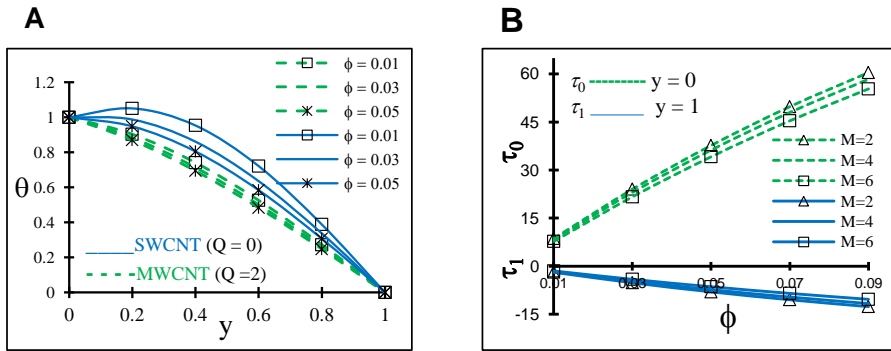 A
1.2
1
0.8
0.6
0.4
0.2
0
θ
0 0.2 0.4 0.6 0.8 1
y
ϕ = 0.01
ϕ = 0.03
ϕ = 0.05
ϕ = 0.01
ϕ = 0.03
ϕ = 0.05
SWCNT (Q = 0)
MWCNT (Q =2)
B
60
45
30
15
0
-15
τ0
τ1
τ0 y = 0
τ1 y = 1
M=2
M=4
M=6
M=2
M=4
M=6
0.01 0.03 0.05 0.07 0.09
ϕ